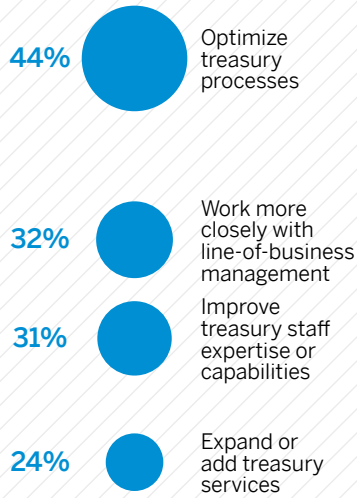 44%
Optimize
treasury
processes
32%
Work more
closely with
line-of-business
management
31%
Improve
treasury staff
expertise or
capabilities
24%
Expand or
add treasury
services